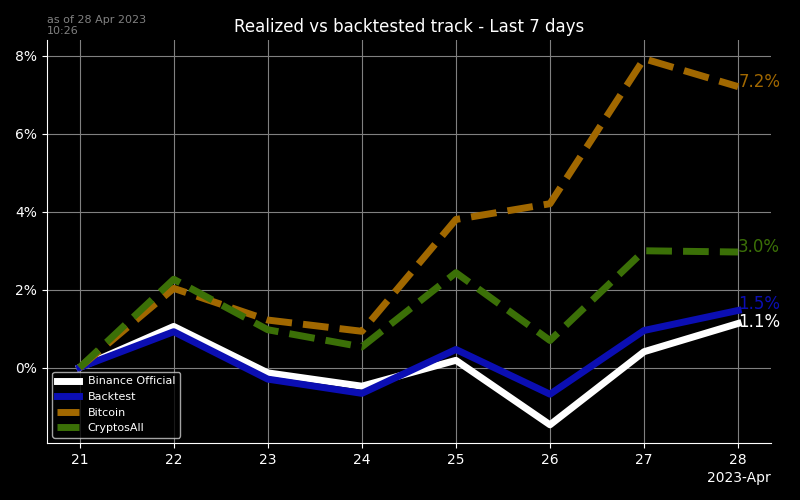 as of 28 Apr 2023
10:26
Realized vs backtested track - Last 7 days
8%
6%
4%
2%
0%
7.2%
3.0%
1.5%
1.1%
Binance Official
Backtest
Bitcoin
CryptosAll
21 22 23 24 25 26 27 28
2023-Apr